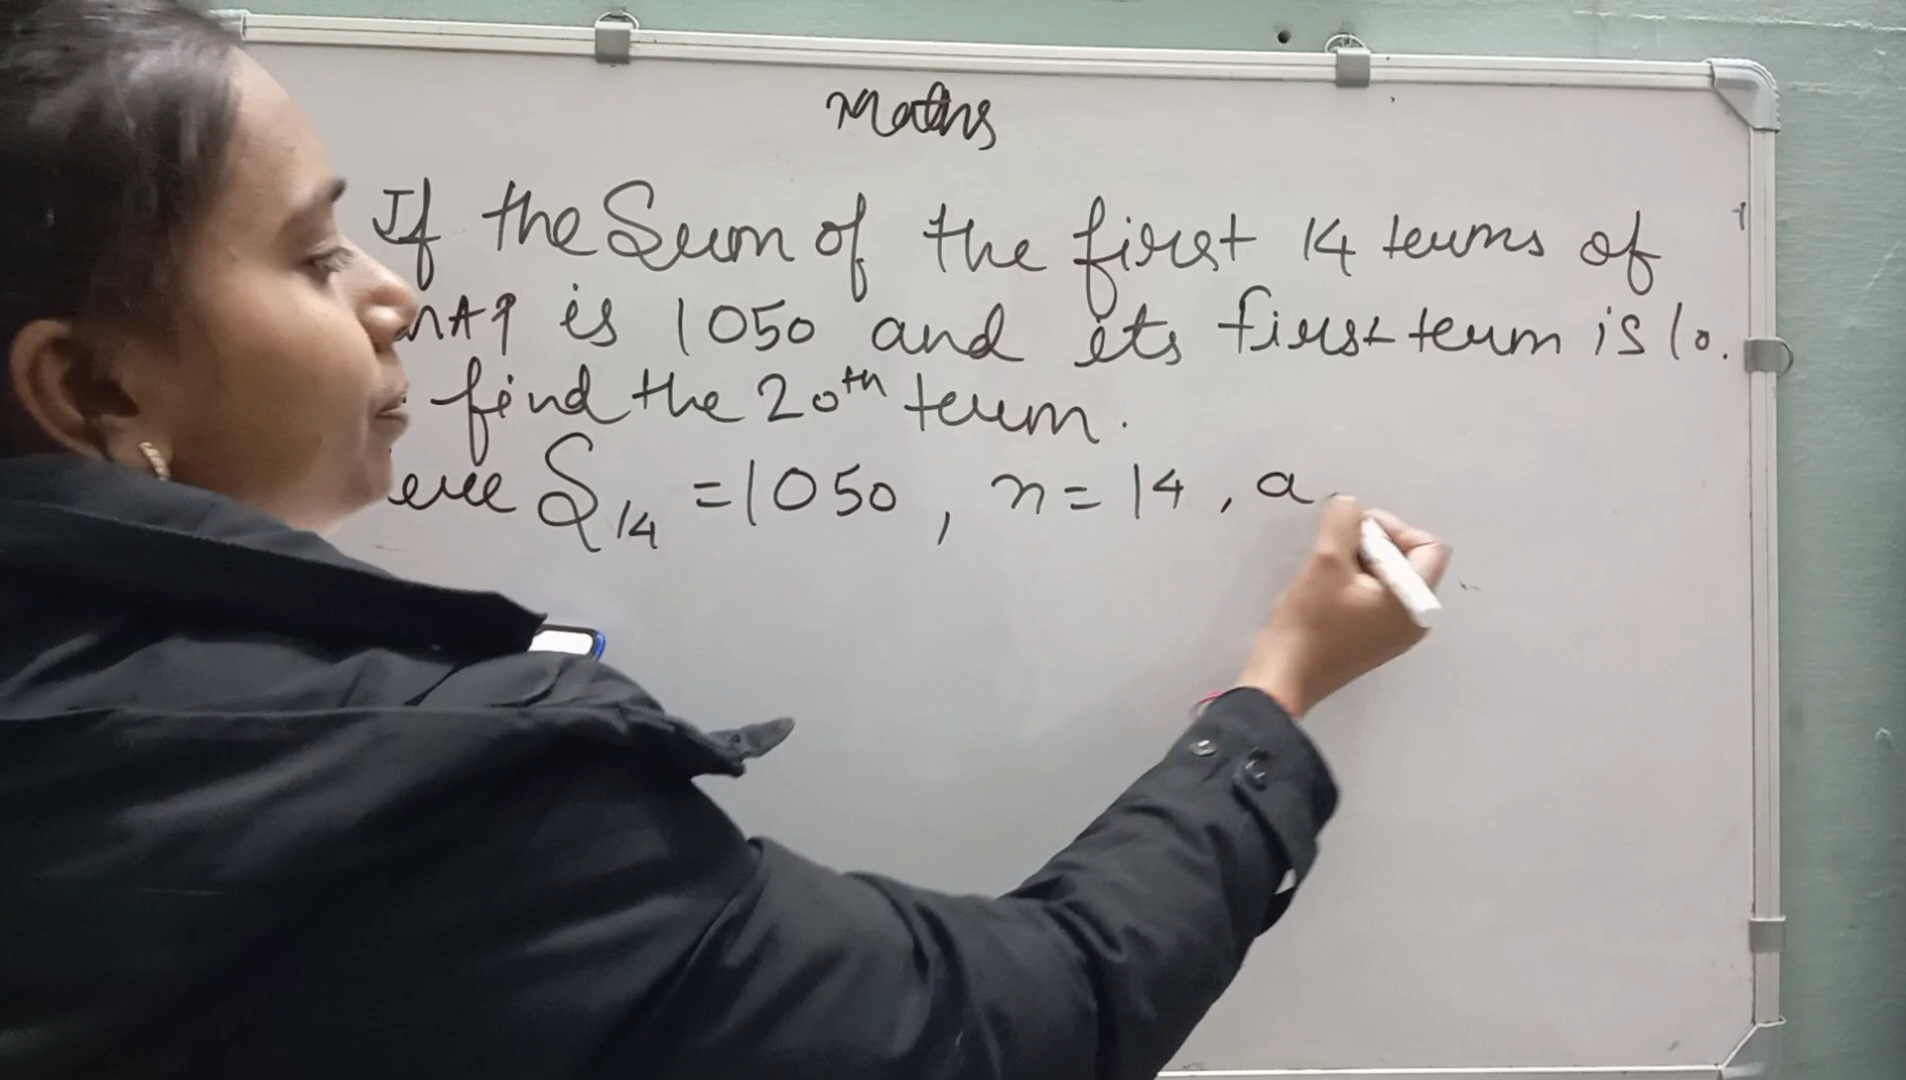 Maths
If the Sum of the first 14 terms of
an AP is 1050 and its first term is 10.
find the 20th term.
S14 = 1050, n = 14, a